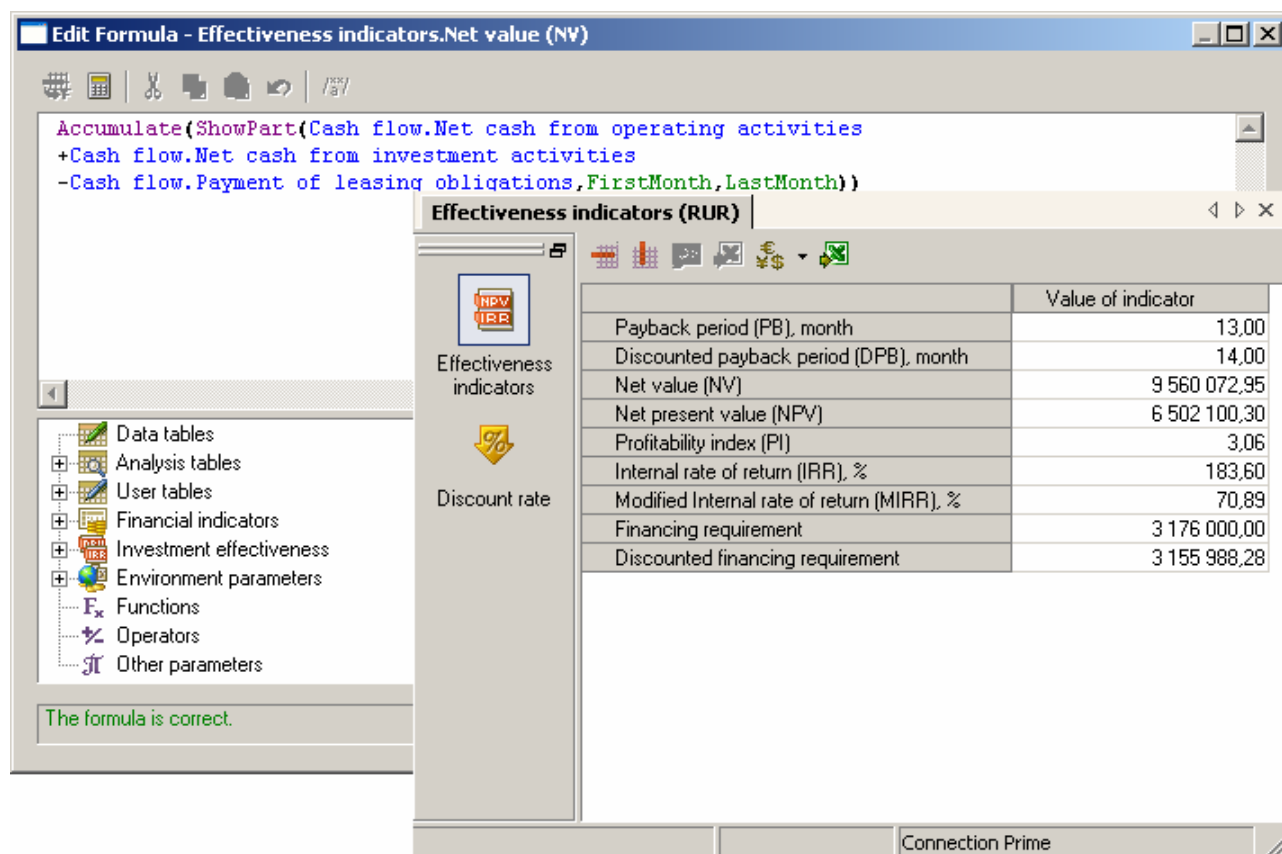 Edit Formula - Effectiveness indicators.Net value (NV)
Accumulate(ShowPart(Cash flow.Net cash from operating activities
+Cash flow.Net cash from investment activities
-Cash flow.Payment of leasing obligations,FirstMonth,LastMonth))
Data tables
Analysis tables
User tables
Financial indicators
Investment effectiveness
Environment parameters
Functions
Operators
Other parameters
The formula is correct.
Effectiveness indicators (RUR)
NPV
IRR
Effectiveness
indicators
Discount rate
Value of indicator
Payback period (PB), month 13,00
Discounted payback period (DPB), month 14,00
Net value (NV) 9 560 072,95
Net present value (NPV) 6 502 100,30
Profitability index (PI) 3,06
Internal rate of return (IRR), % 183,60
Modified Internal rate of return (MIRR), % 70,89
Financing requirement 3 176 000,00
Discounted financing requirement 3 155 988,28
Connection Prime